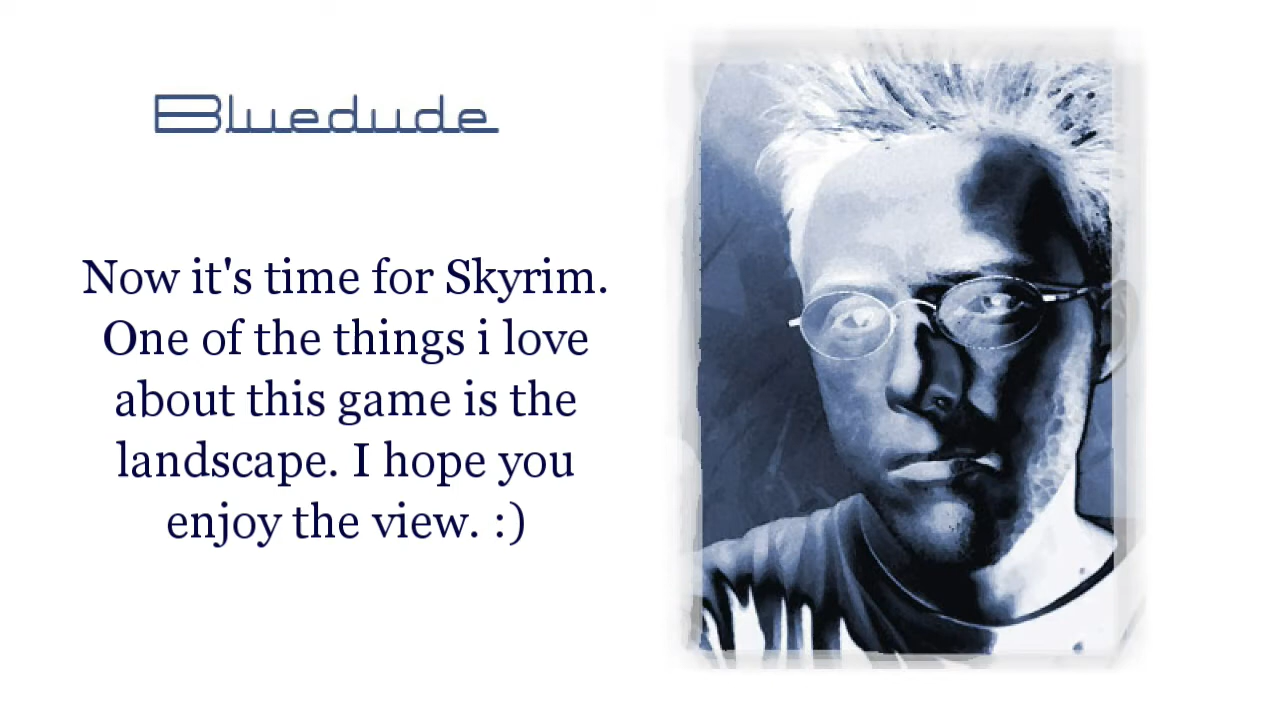 Bluedude
Now it's time for Skyrim.
One of the things i love
about this game is the
landscape. I hope you
enjoy the view. :)